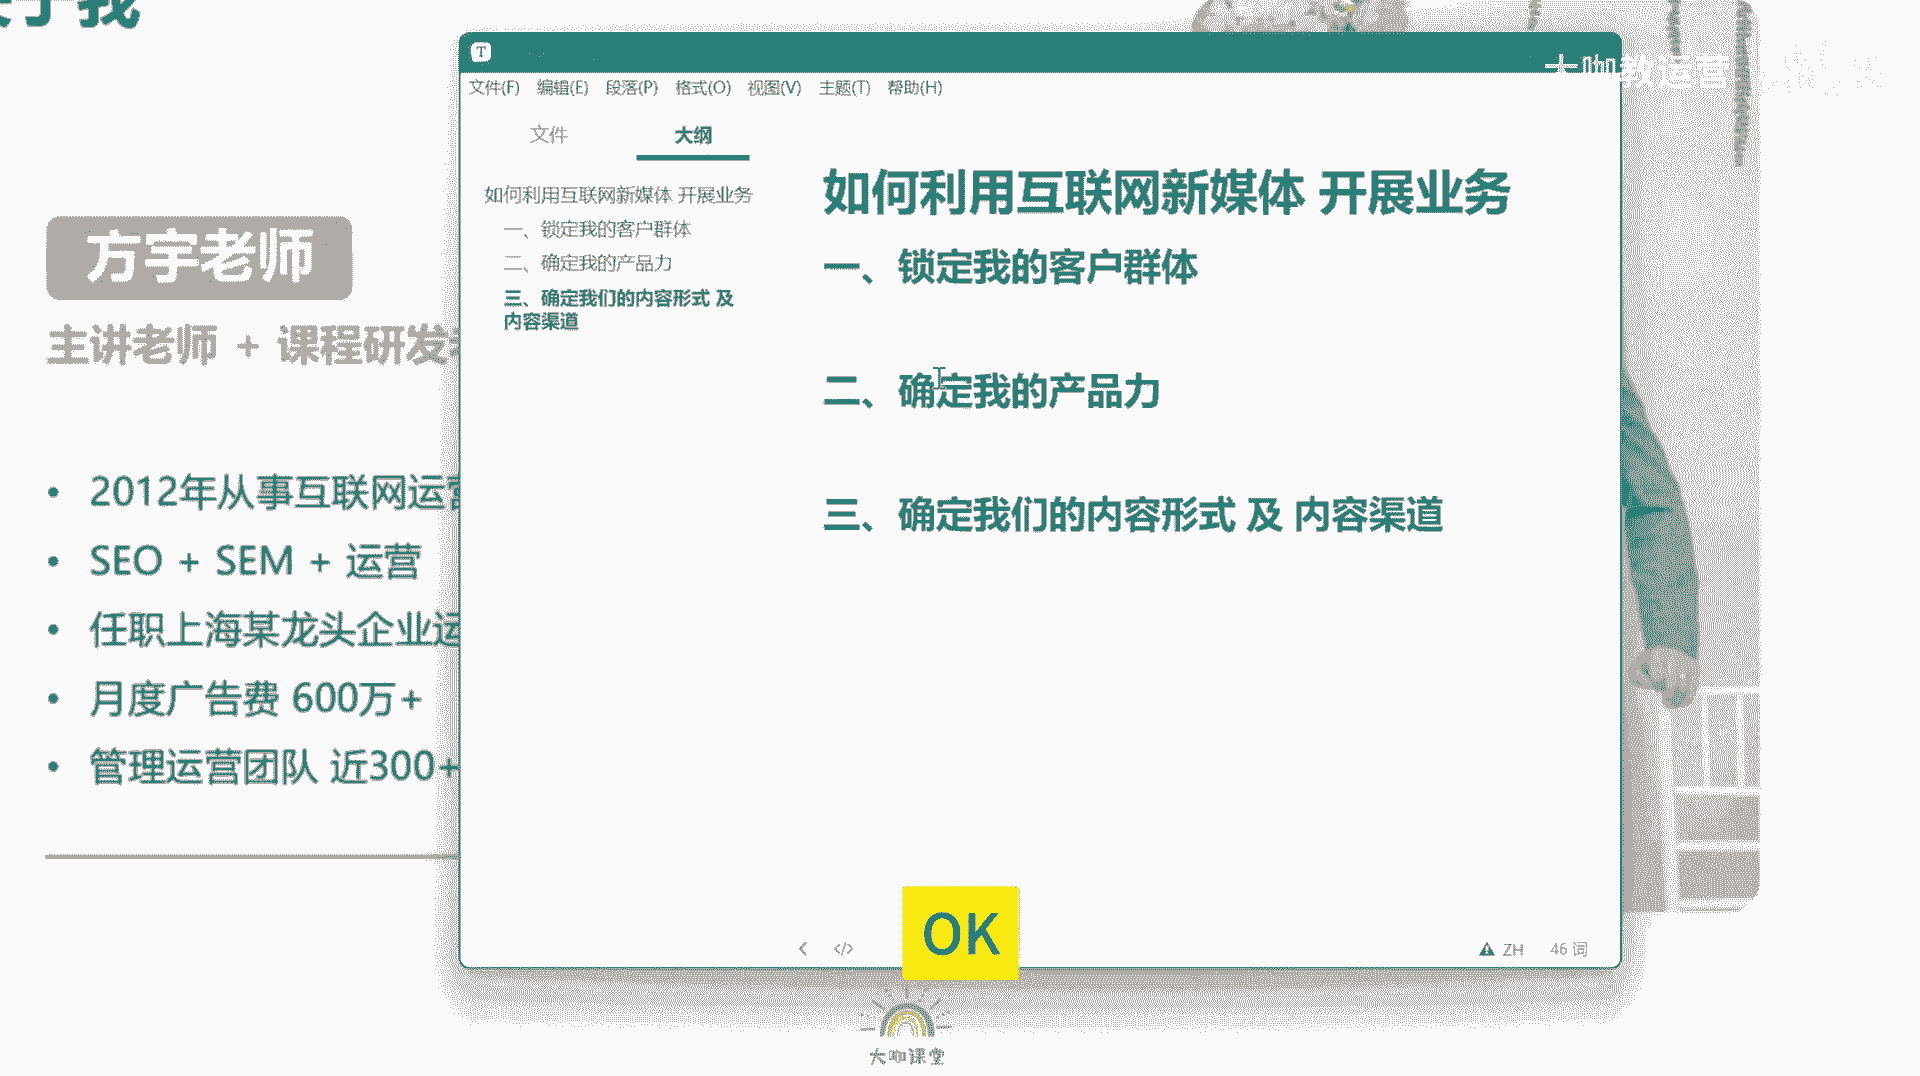 于我
方宇老师
主讲老师 + 课程研发
• 2012年从事互联网运营
• SEO + SEM + 运营
• 任职上海某龙头企业运
• 月度广告费 600万+
• 管理运营团队 近300+
T
文件(F) 编辑(E) 段落(P) 格式(O) 视图(V) 主题(T) 帮助(H)
文件 大纲
如何利用互联网新媒体 开展业务
一、锁定我的客户群体
二、确定我的产品力
三、确定我们的内容形式 及
内容渠道
如何利用互联网新媒体 开展业务
一、锁定我的客户群体
二、确定我的产品力
三、确定我们的内容形式 及 内容渠道
</> ZH 46 词
OK
大咖教运营
大咖课堂